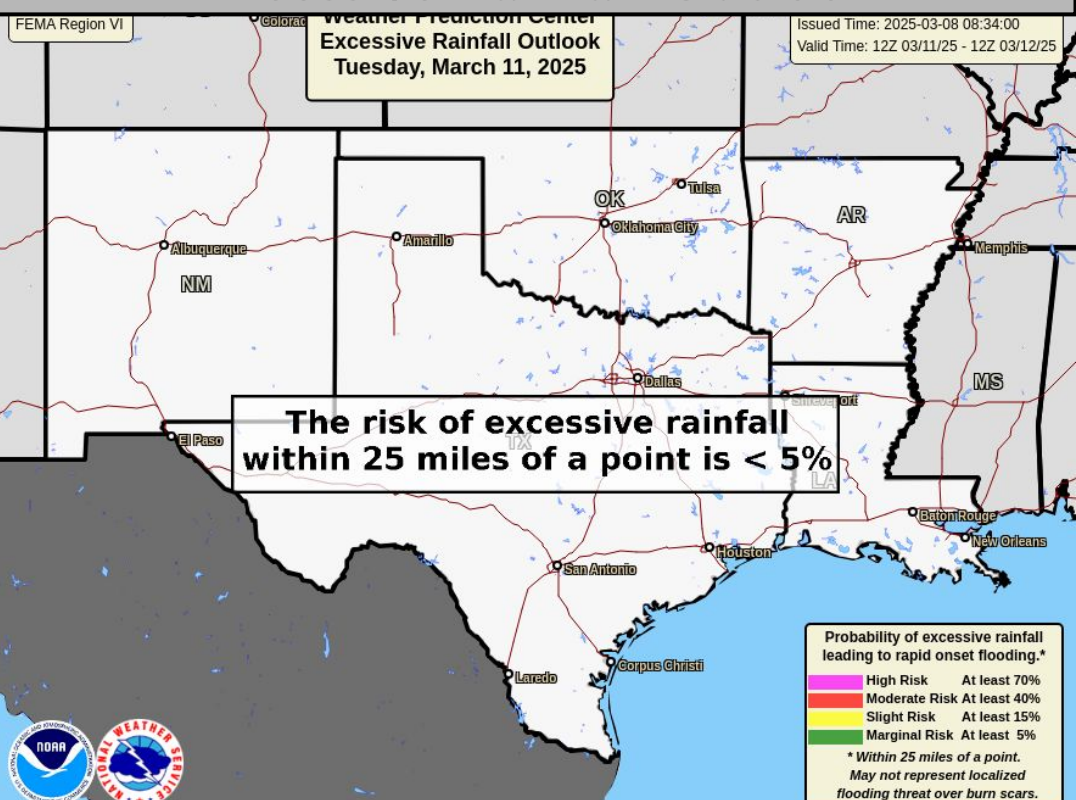 FEMA Region VI
Weather Prediction Center
Excessive Rainfall Outlook
Tuesday, March 11, 2025
Issued Time: 2025-03-08 08:34:00
Valid Time: 12Z 03/11/25 - 12Z 03/12/25
Colorad
Tulsa
OK
Oklahoma City
AR
Amarillo
Albuquerque
Memphis
NM
Dallas
MS
Shreveport
The risk of excessive rainfall
El Paso
TX
within 25 miles of a point is < 5%
LA
Baton Rouge
New Orleans
Houston
San Antonio
Corpus Christi
Laredo
Probability of excessive rainfall
leading to rapid onset flooding.*
High Risk At least 70%
Moderate Risk At least 40%
Slight Risk At least 15%
Marginal Risk At least 5%
* Within 25 miles of a point.
May not represent localized
flooding threat over burn scars.
NOAA
NATIONAL WEATHER SERVICE